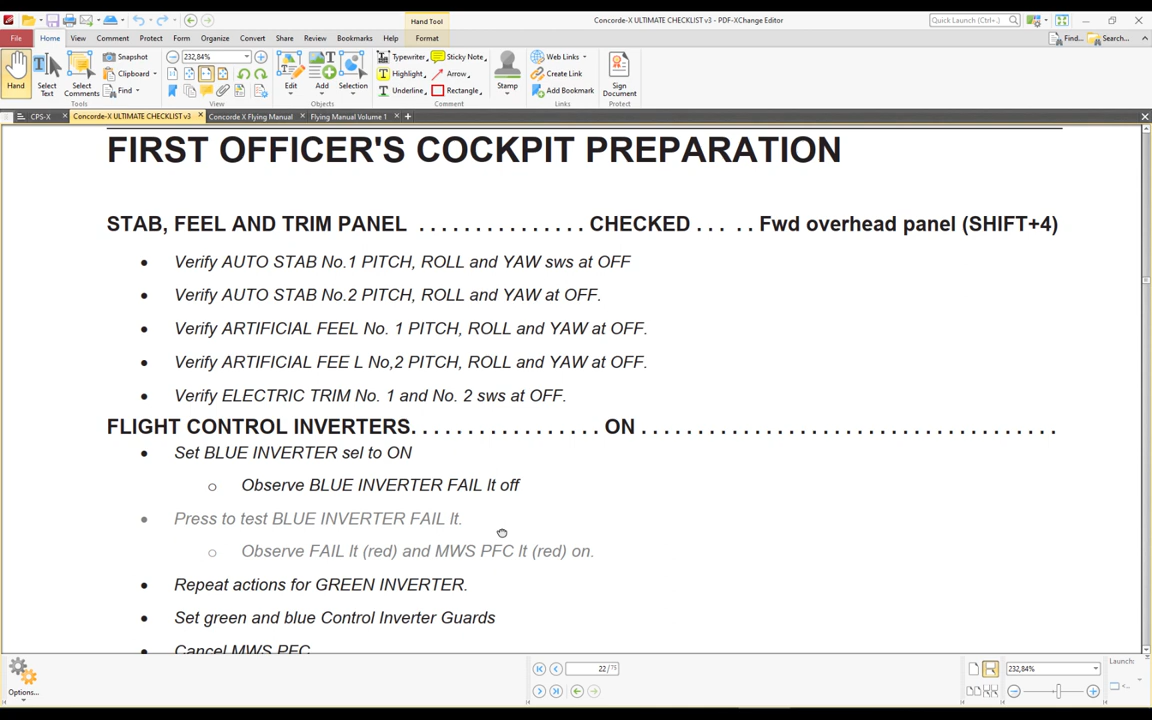 Hand Tool
Concorde-X ULTIMATE CHECKLIST v3 - PDF-XChange Editor
Quick Launch (Ctrl+.)
File Home View Comment Protect Form Organize Convert Share Review Bookmarks Help Format
Find... Search...
Hand
Select Text
Select Comments
Snapshot
Clipboard
Find
Tools
232,84%
View
Edit
Add
Selection
Objects
Typewriter
Highlight
Underline
Sticky Note
Arrow
Rectangle
Stamp
Comment
Web Links
Create Link
Add Bookmark
Links
Sign Document
Protect
CPS-X Concorde-X ULTIMATE CHECKLIST v3 Concorde X Flying Manual Flying Manual Volume 1
FIRST OFFICER'S COCKPIT PREPARATION
STAB, FEEL AND TRIM PANEL . . . . . . . . . . . . . . . CHECKED . . . . . Fwd overhead panel (SHIFT+4)
• Verify AUTO STAB No.1 PITCH, ROLL and YAW sws at OFF
• Verify AUTO STAB No.2 PITCH, ROLL and YAW at OFF.
• Verify ARTIFICIAL FEEL No. 1 PITCH, ROLL and YAW at OFF.
• Verify ARTIFICIAL FEE L No,2 PITCH, ROLL and YAW at OFF.
• Verify ELECTRIC TRIM No. 1 and No. 2 sws at OFF.
FLIGHT CONTROL INVERTERS. . . . . . . . . . . . . . . . . ON . . . . . . . . . . . . . . . . . . . . . . . . . . . . . . . . . . . . .
• Set BLUE INVERTER sel to ON
o Observe BLUE INVERTER FAIL lt off
• Press to test BLUE INVERTER FAIL lt.
o Observe FAIL lt (red) and MWS PFC lt (red) on.
• Repeat actions for GREEN INVERTER.
• Set green and blue Control Inverter Guards
• Cancel MWS PFC
Options...
22 / 75
232,84%
Launch: